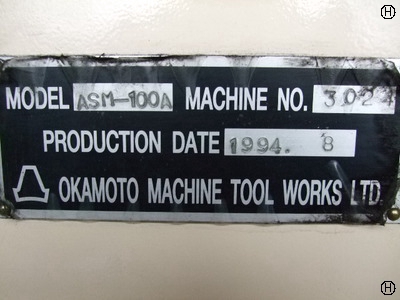 MODEL ASM-100A MACHINE NO. 3024
PRODUCTION DATE 1994. 8
OKAMOTO MACHINE TOOL WORKS LTD.
H
H